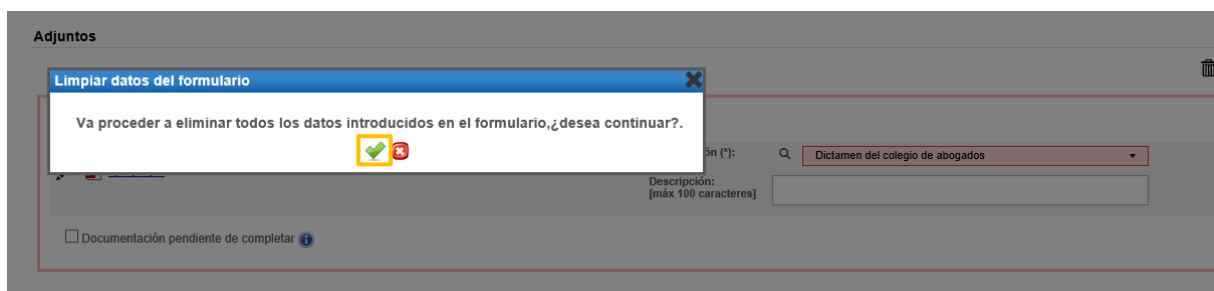 Adjuntos
Limpiar datos del formulario
Va proceder a eliminar todos los datos introducidos en el formulario,¿desea continuar?.
ón (*):
Dictamen del colegio de abogados
Descripción:
[máx 100 caracteres]
Documentación pendiente de completar